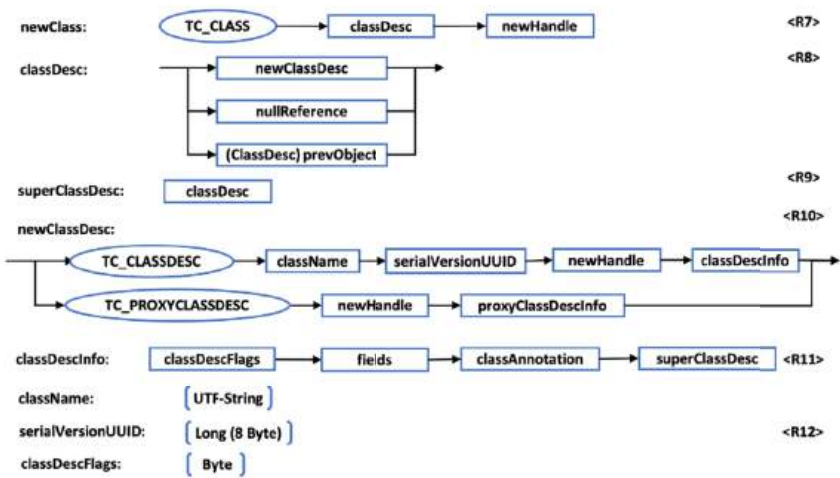 newClass: TC_CLASS classDesc newHandle <R7>
classDesc: newClassDesc <R8>
nullReference
(ClassDesc) prevObject
superClassDesc: classDesc <R9>
newClassDesc: <R10>
TC_CLASSDESC className serialVersionUUID newHandle classDescInfo
TC_PROXYCLASSDESC newHandle proxyClassDescInfo
classDescInfo: classDescFlags fields classAnnotation superClassDesc <R11>
className: UTF-String
serialVersionUUID: Long (8 Byte) <R12>
classDescFlags: Byte